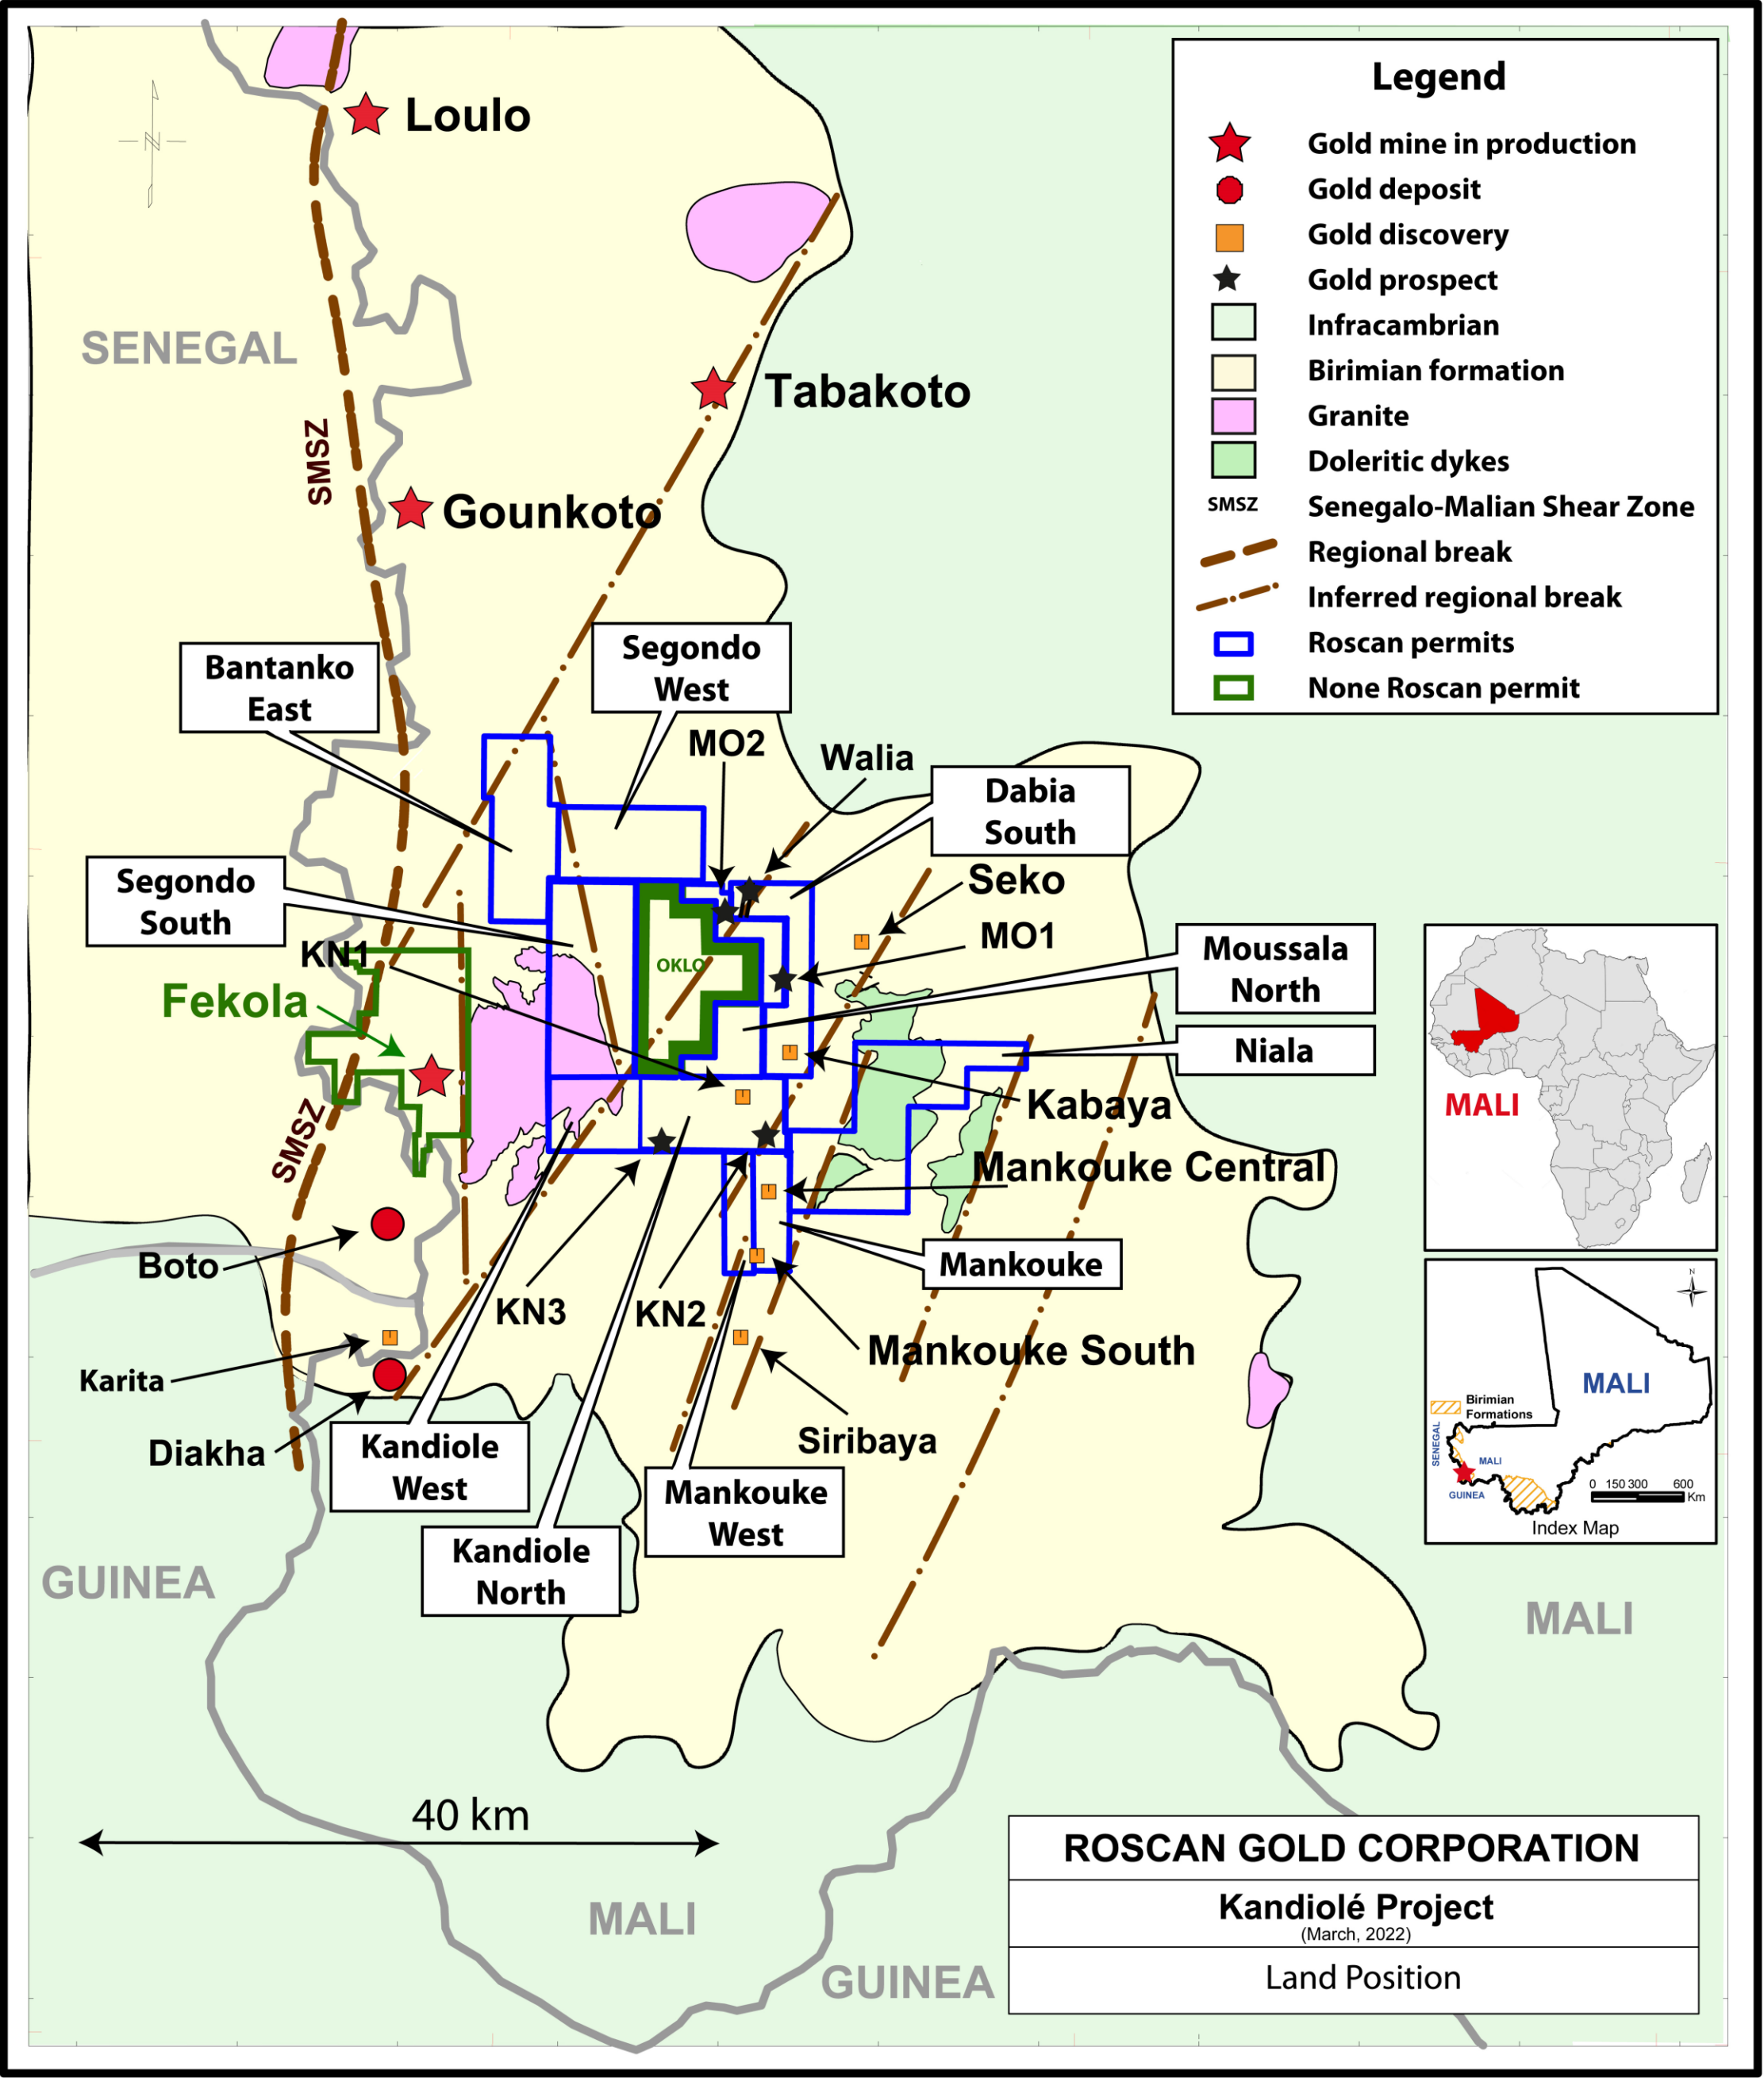 Legend
Gold mine in production
Gold deposit
Gold discovery
Gold prospect
Infracambrian
Birimian formation
Granite
Doleritic dykes
SMSZ Senegalo-Malian Shear Zone
Regional break
Inferred regional break
Roscan permits
None Roscan permit
N
Loulo
SENEGAL
Tabakoto
SMSZ
Gounkoto
Segondo
West
Bantanko
East
MO2
Walia
Dabia
South
Segondo
South
Seko
MO1
KN1
OKLO
Moussala
North
Fekola
Niala
Kabaya
SMSZ
Mankouke Central
Boto
Mankouke
KN3
KN2
Mankouke South
Karita
Siribaya
Diakha
Kandiole
West
Mankouke
West
Kandiole
North
GUINEA
MALI
40 km
MALI
GUINEA
MALI
N
MALI
Birimian
Formations
SENEGAL
MALI
GUINEA
0 150 300 600
Km
Index Map
ROSCAN GOLD CORPORATION
Kandiolé Project
(March, 2022)
Land Position